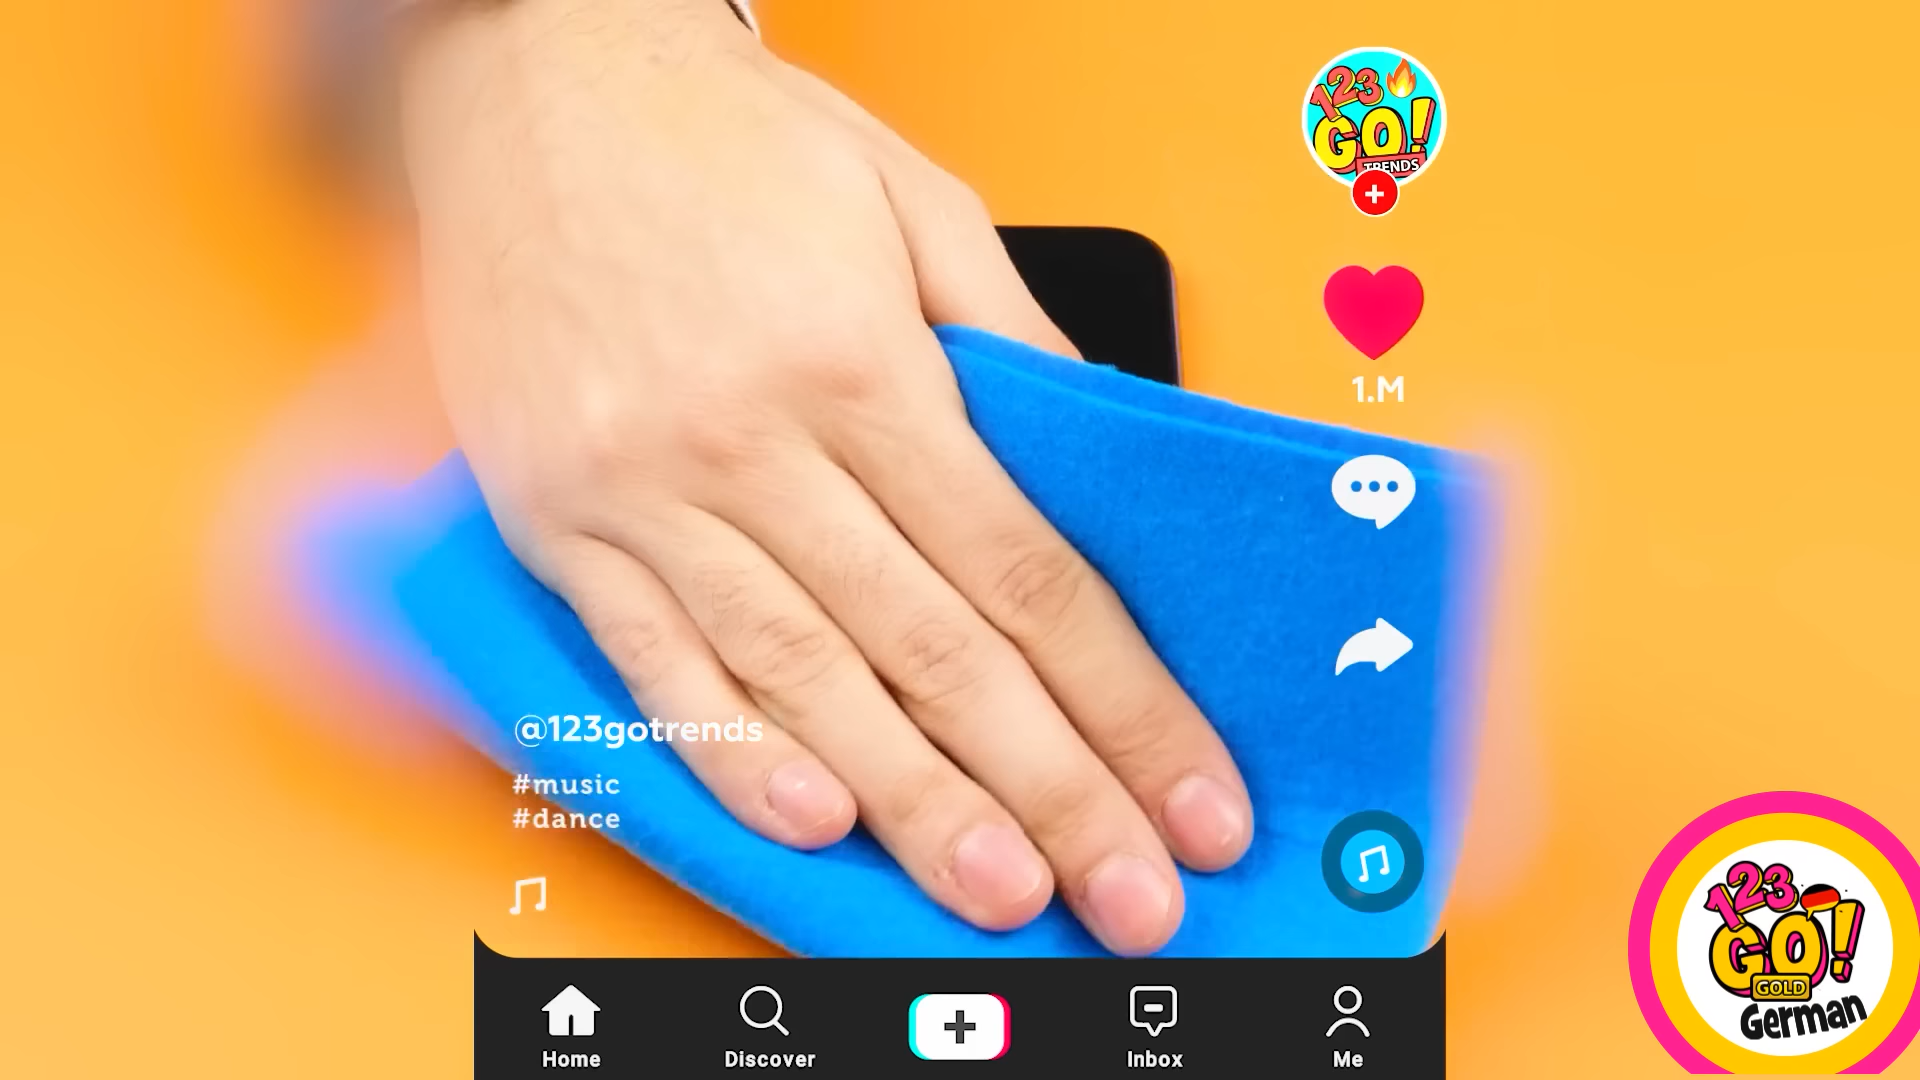 123
GO!
TRENDS
1.M
@123gotrends
#music
#dance
123
GO!
GOLD
German
Home
Discover
Inbox
Me